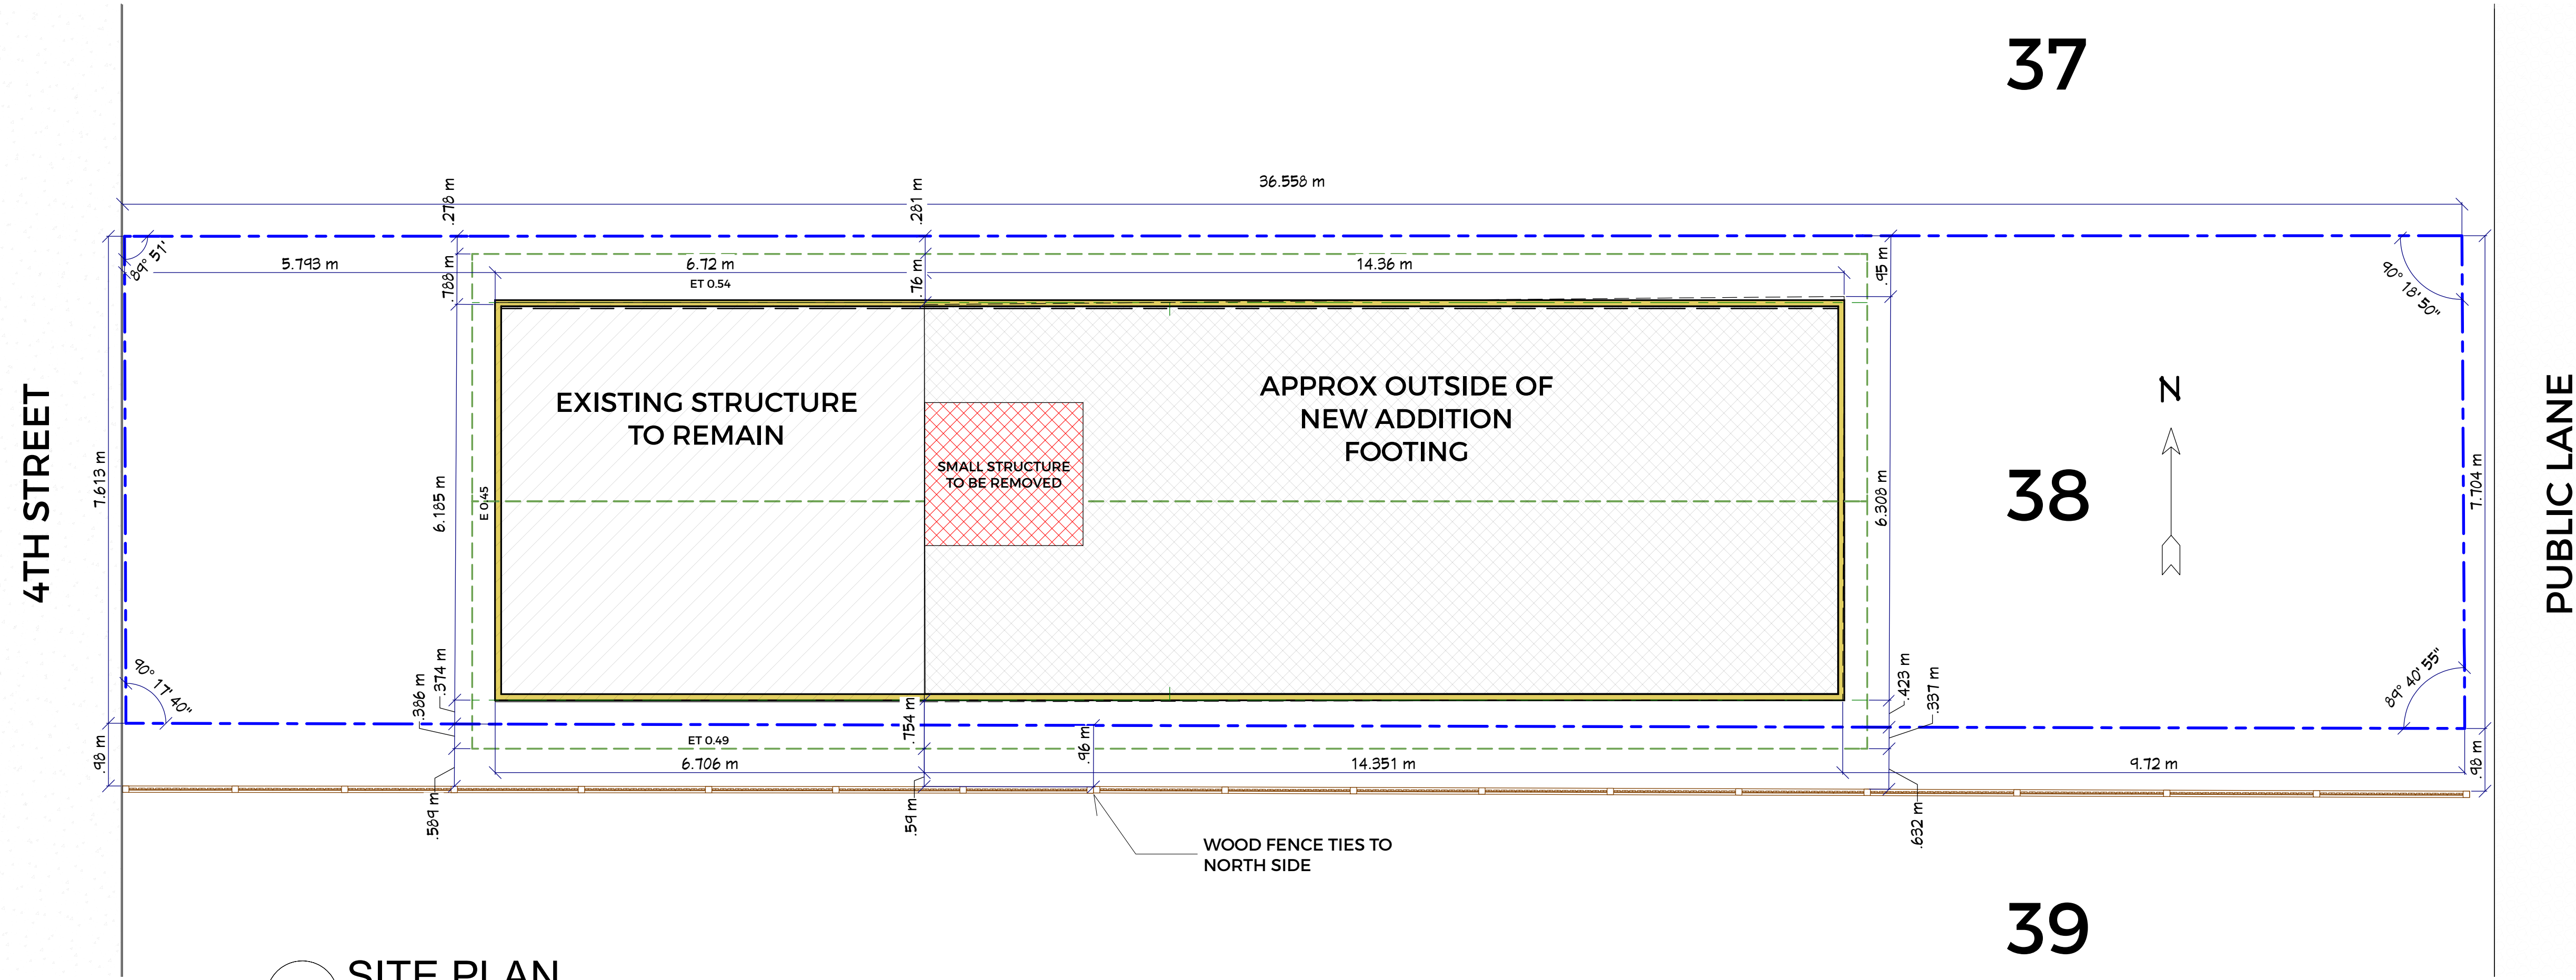 37
36.558 m
.278 m
.281 m
89° 51'
5.793 m
.788 m
6.72 m
ET 0.54
.76 m
14.36 m
.95 m
90° 18' 50"
EXISTING STRUCTURE
TO REMAIN
APPROX OUTSIDE OF
NEW ADDITION
FOOTING
SMALL STRUCTURE
TO BE REMOVED
N
4TH STREET
7.613 m
6.185 m
E 0.45
6.308 m
38
7.704 m
PUBLIC LANE
90° 17' 40"
.386 m
.374 m
.754 m
.423 m
.337 m
89° 40' 55"
.98 m
ET 0.49
6.706 m
.96 m
14.351 m
9.72 m
.98 m
.589 m
.59 m
.632 m
WOOD FENCE TIES TO
NORTH SIDE
39
SITE PLAN